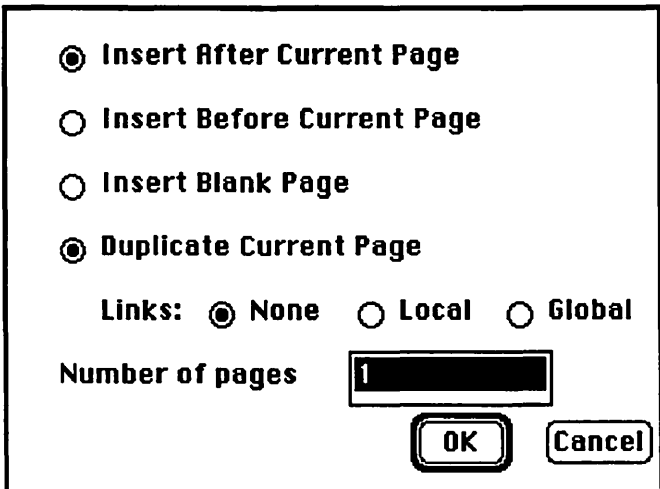 Insert After Current Page
Insert Before Current Page
Insert Blank Page
Duplicate Current Page
Links: None Local Global
Number of pages 1
OK Cancel